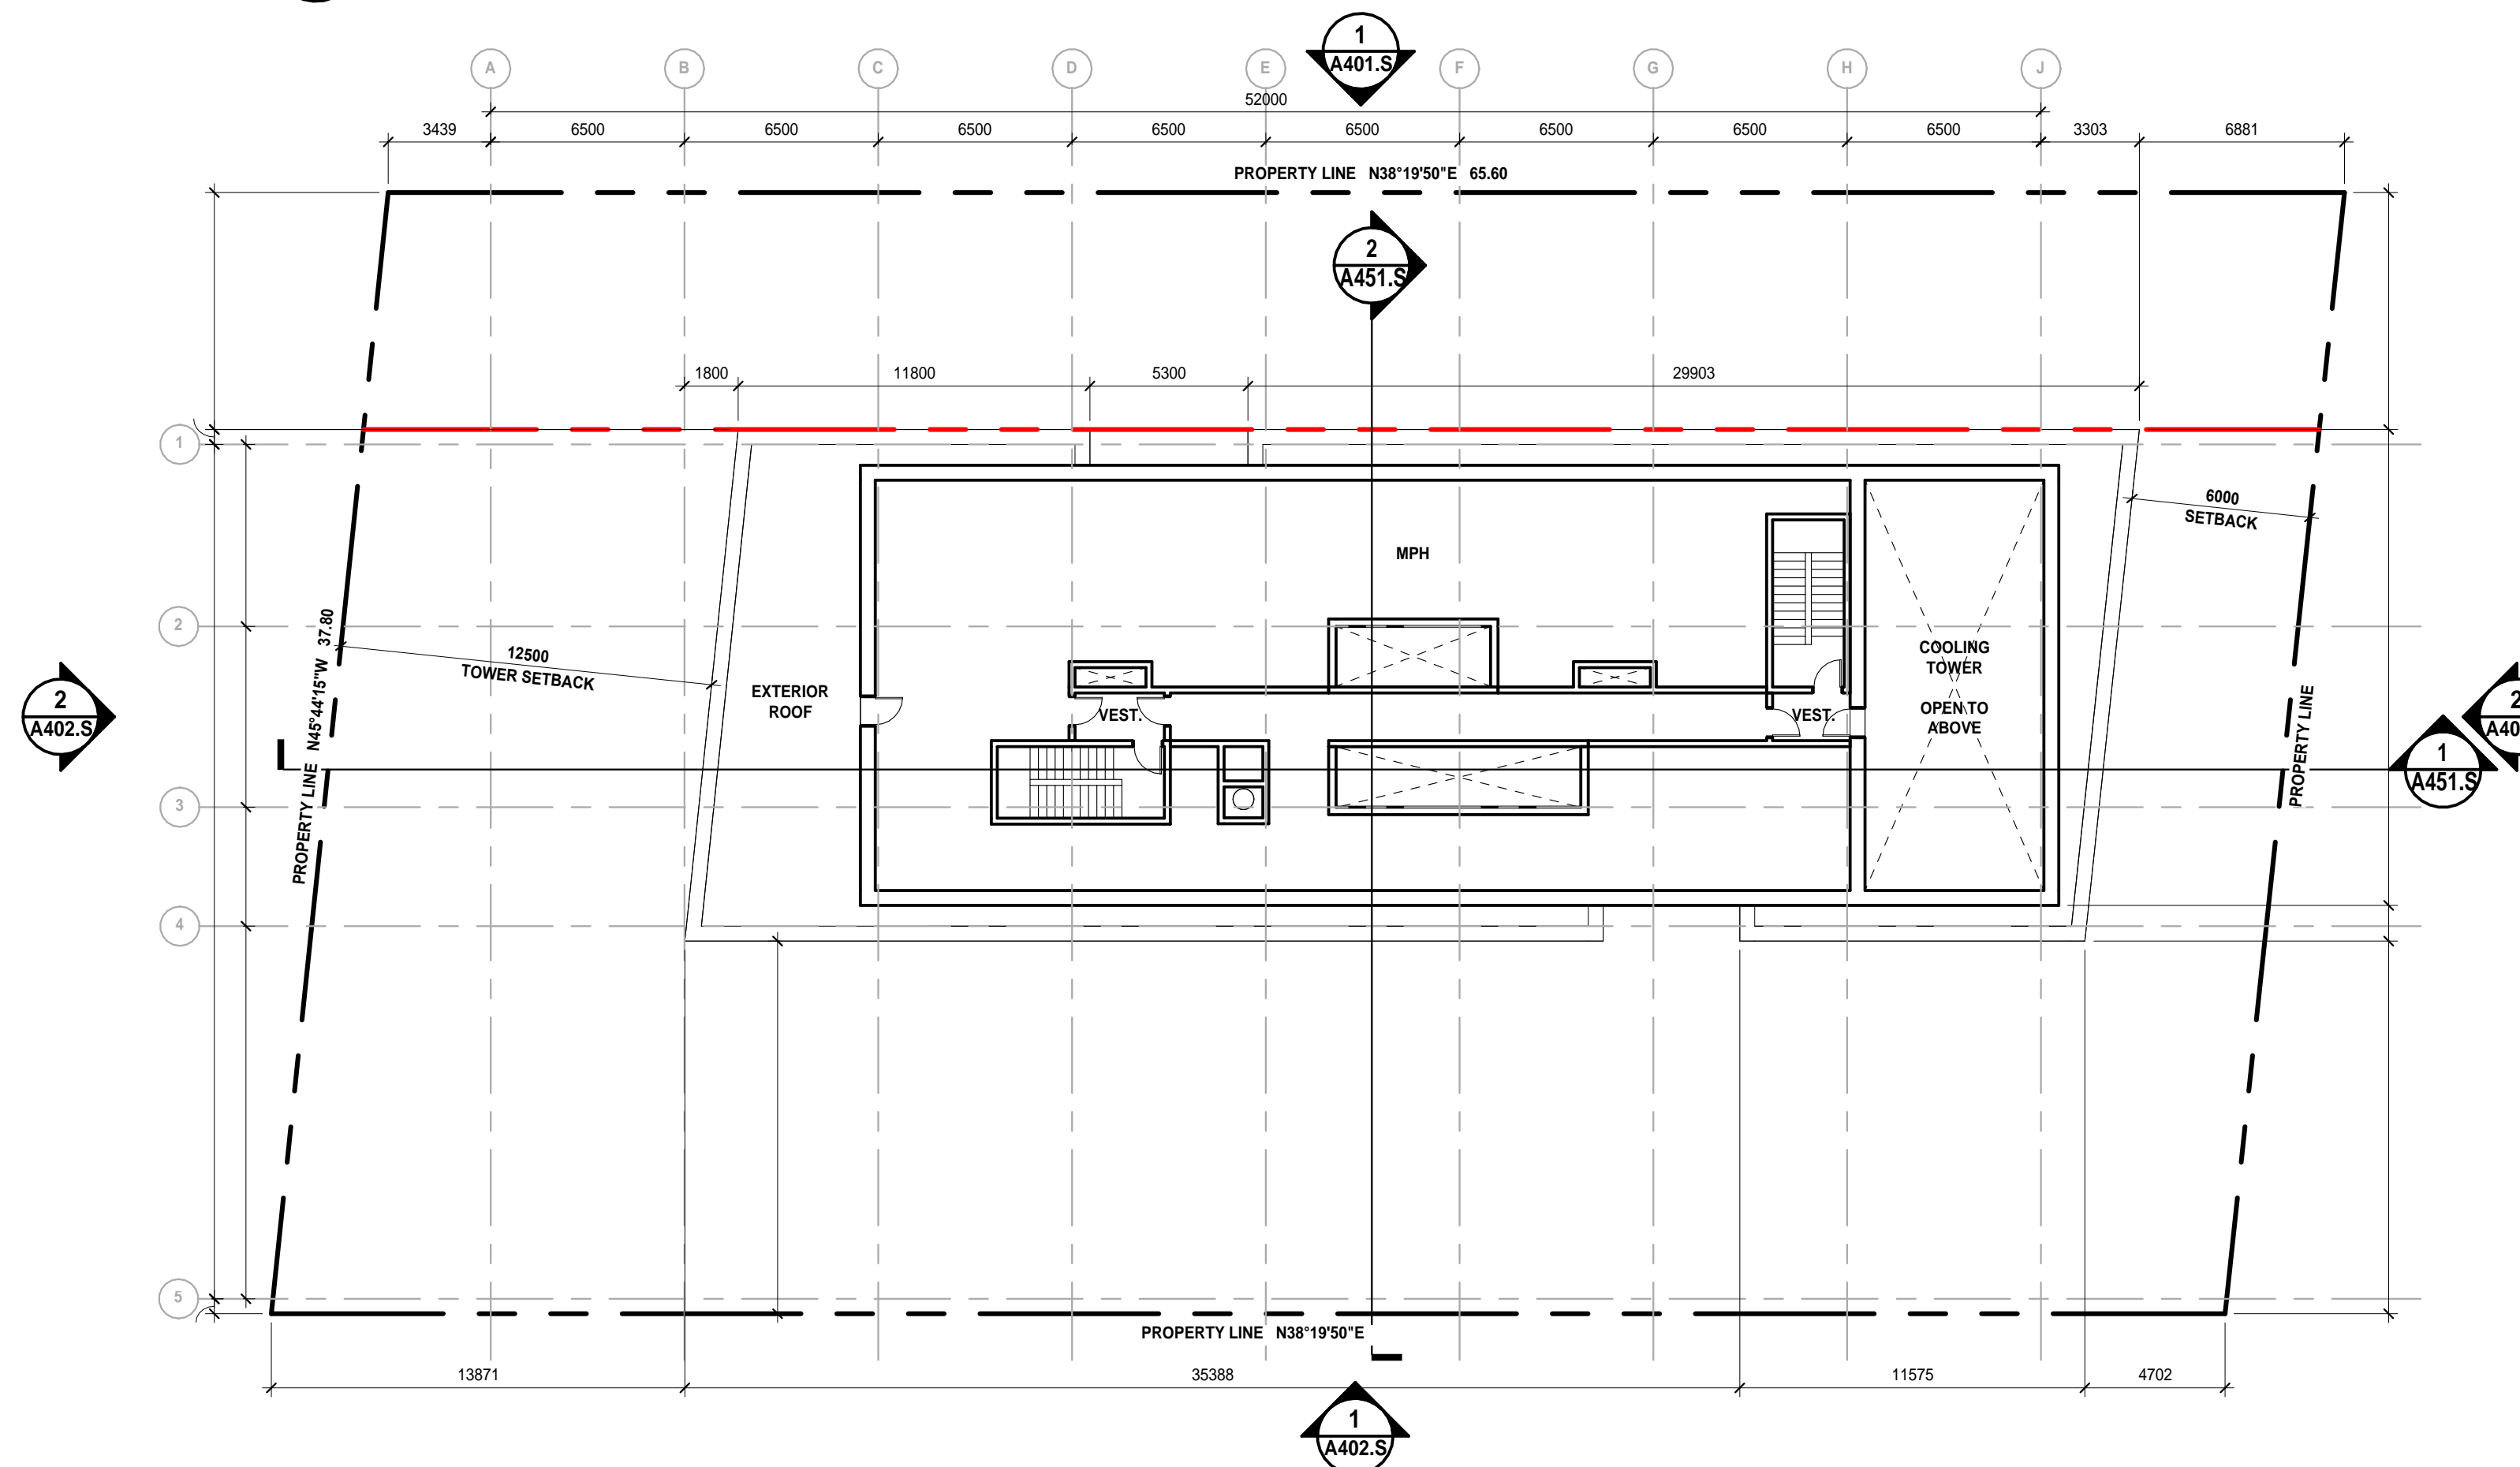 1
A401.S
A B C D E F G H J
52000
3439 6500 6500 6500 6500 6500 6500 6500 6500 3303 6881
PROPERTY LINE N38°19'50"E 65.60
2
A451.S
1800 11800 5300 29903
1
6000
SETBACK
MPH
2
PROPERTY LINE N45°44'15"W 37.80
12500
TOWER SETBACK
EXTERIOR
ROOF
VEST.
VEST.
COOLING
TOWER
OPEN TO
ABOVE
PROPERTY LINE
2
A402.S
2
A40
1
A451.S
3
4
5
PROPERTY LINE N38°19'50"E
13871 35388 11575 4702
1
A402.S